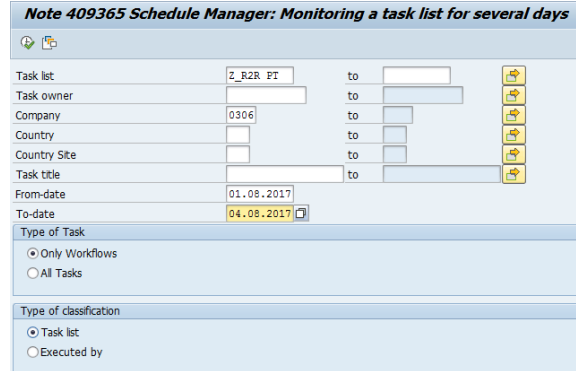 Note 409365 Schedule Manager: Monitoring a task list for several days
Task list Z_R2R PT to
Task owner to
Company 0306 to
Country to
Country Site to
Task title to
From-date 01.08.2017
To-date 04.08.2017
Type of Task
Only Workflows
All Tasks
Type of classification
Task list
Executed by